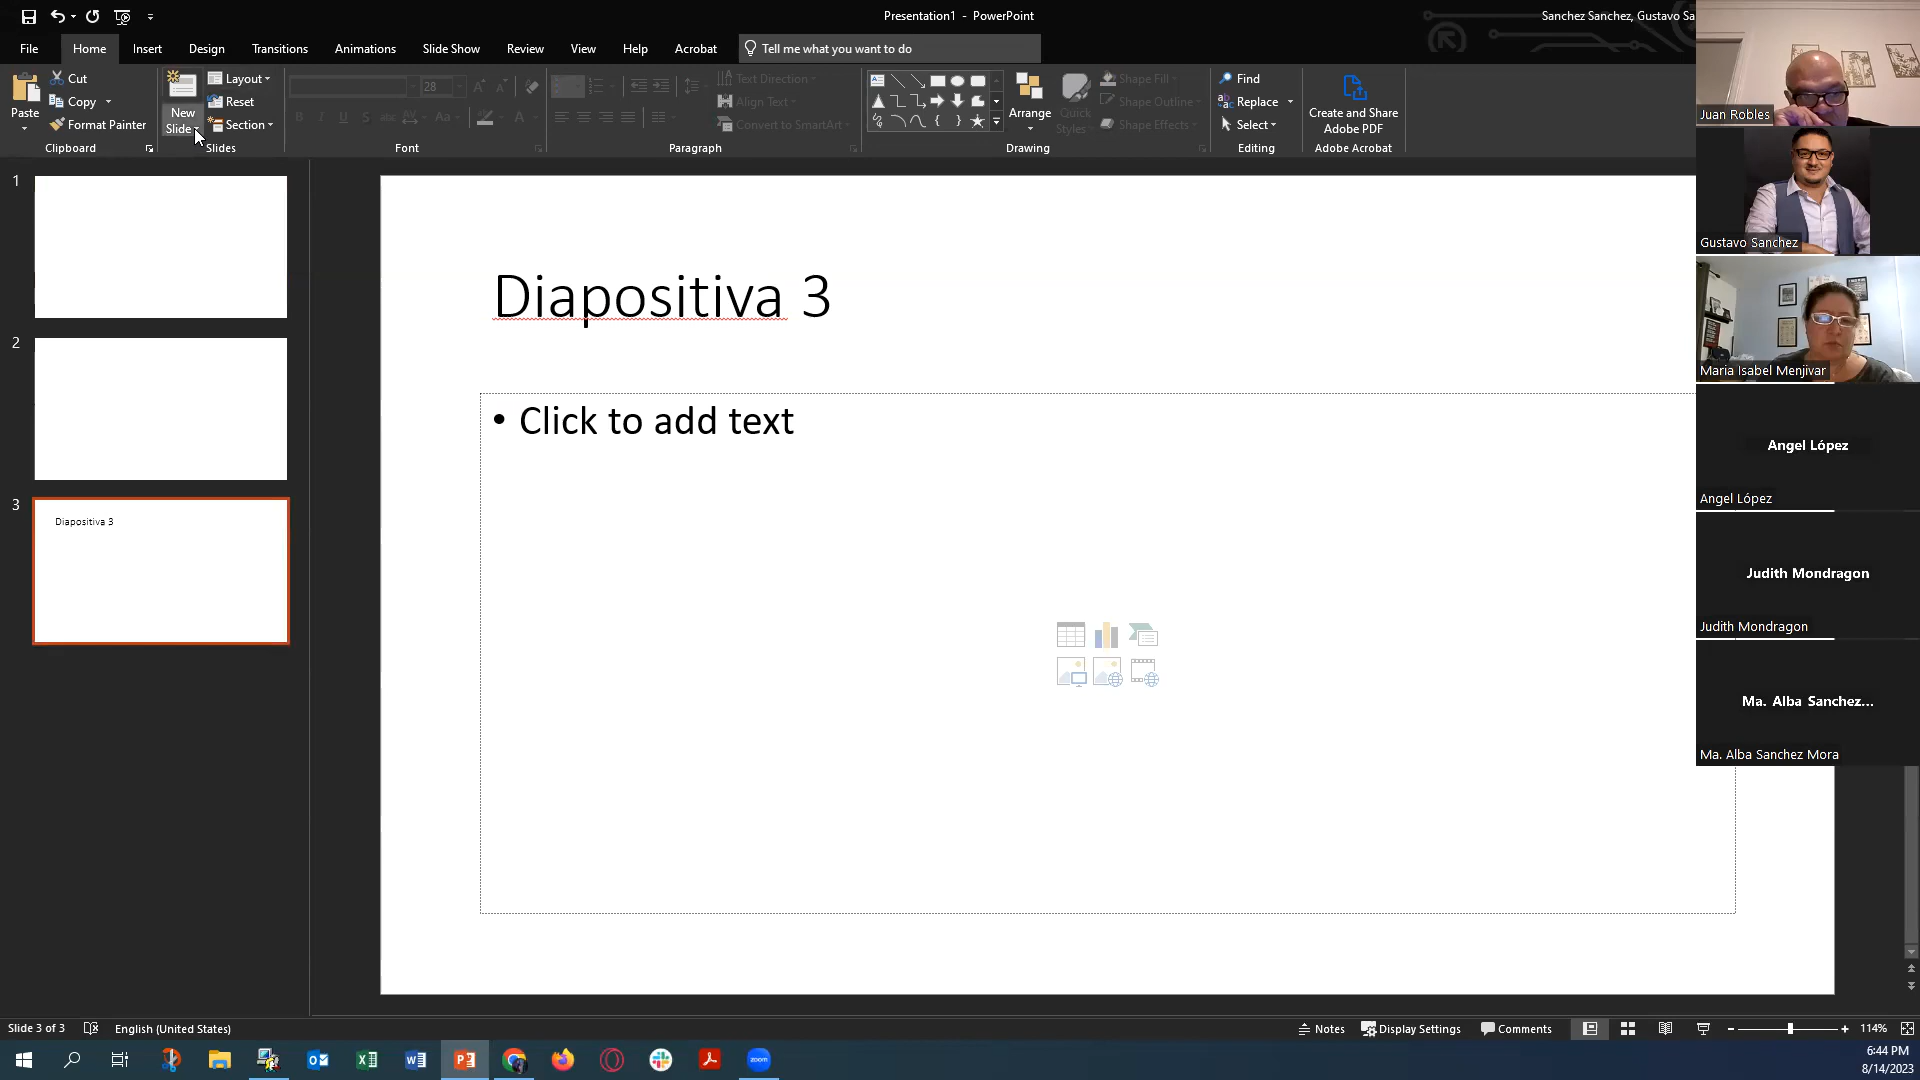 Presentation1 - PowerPoint
Sanchez Sanchez, Gustavo Sa
File Home Insert Design Transitions Animations Slide Show Review View Help Acrobat Tell me what you want to do
Paste
Cut
Copy
Format Painter
Clipboard
New
Slide
Layout
Reset
Section
Slides
28
Font
Text Direction
Align Text
Convert to SmartArt
Paragraph
Arrange
Quick
Styles
Shape Fill
Shape Outline
Shape Effects
Drawing
Find
Replace
Select
Editing
Create and Share
Adobe PDF
Adobe Acrobat
1
2
3
Diapositiva 3
Diapositiva 3
• Click to add text
Juan Robles
Gustavo Sanchez
Maria Isabel Menjivar
Angel López
Angel López
Judith Mondragon
Judith Mondragon
Ma. Alba Sanchez...
Ma. Alba Sanchez Mora
Slide 3 of 3 English (United States) Notes Display Settings Comments 114%
zoom
6:44 PM
8/14/2023